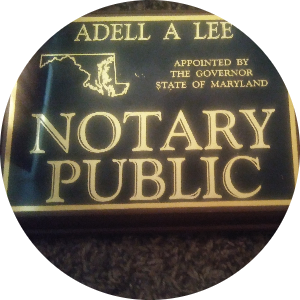 ADELL A LEE
APPOINTED BY
THE GOVERNOR
STATE OF MARYLAND
NOTARY
PUBLIC